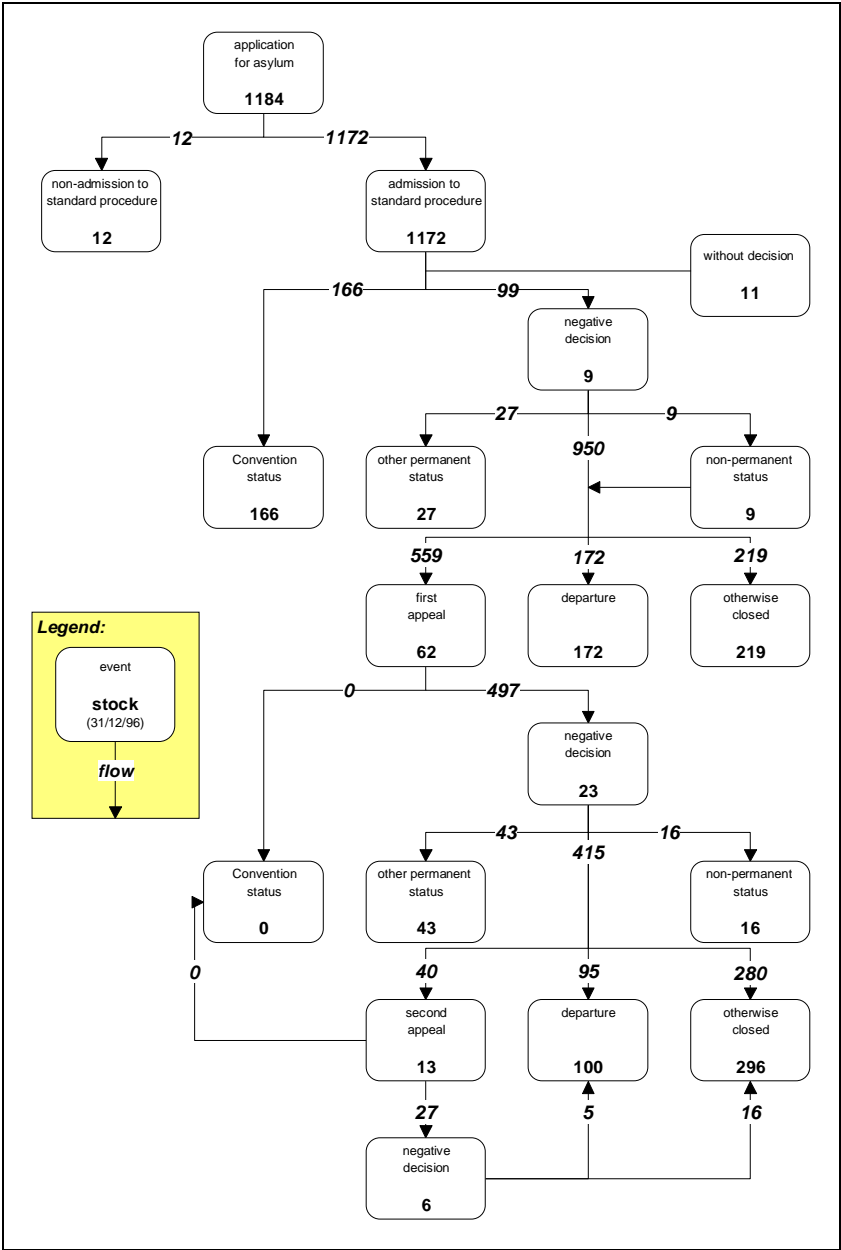 application
for asylum
1184
12
1172
non-admission to
standard procedure
12
admission to
standard procedure
1172
without decision
11
166
99
negative
decision
9
27
9
950
Convention
status
166
other permanent
status
27
non-permanent
status
9
559
172
219
first
appeal
62
departure
172
otherwise
closed
219
Legend:
event
stock
(31/12/96)
flow
0
497
negative
decision
23
43
415
16
Convention
status
0
other permanent
status
43
non-permanent
status
16
0
40
95
280
second
appeal
13
departure
100
otherwise
closed
296
27
5
16
negative
decision
6